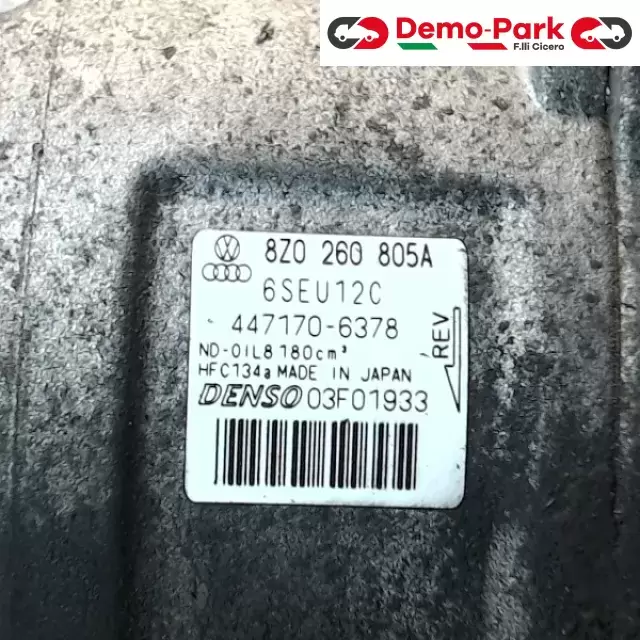 Demo-Park
F.lli Cicero
8Z0 260 805A
6SEU12C
447170-6378
ND-OIL8 180cm³
HFC134a MADE IN JAPAN
DENSO 03F01933
REV